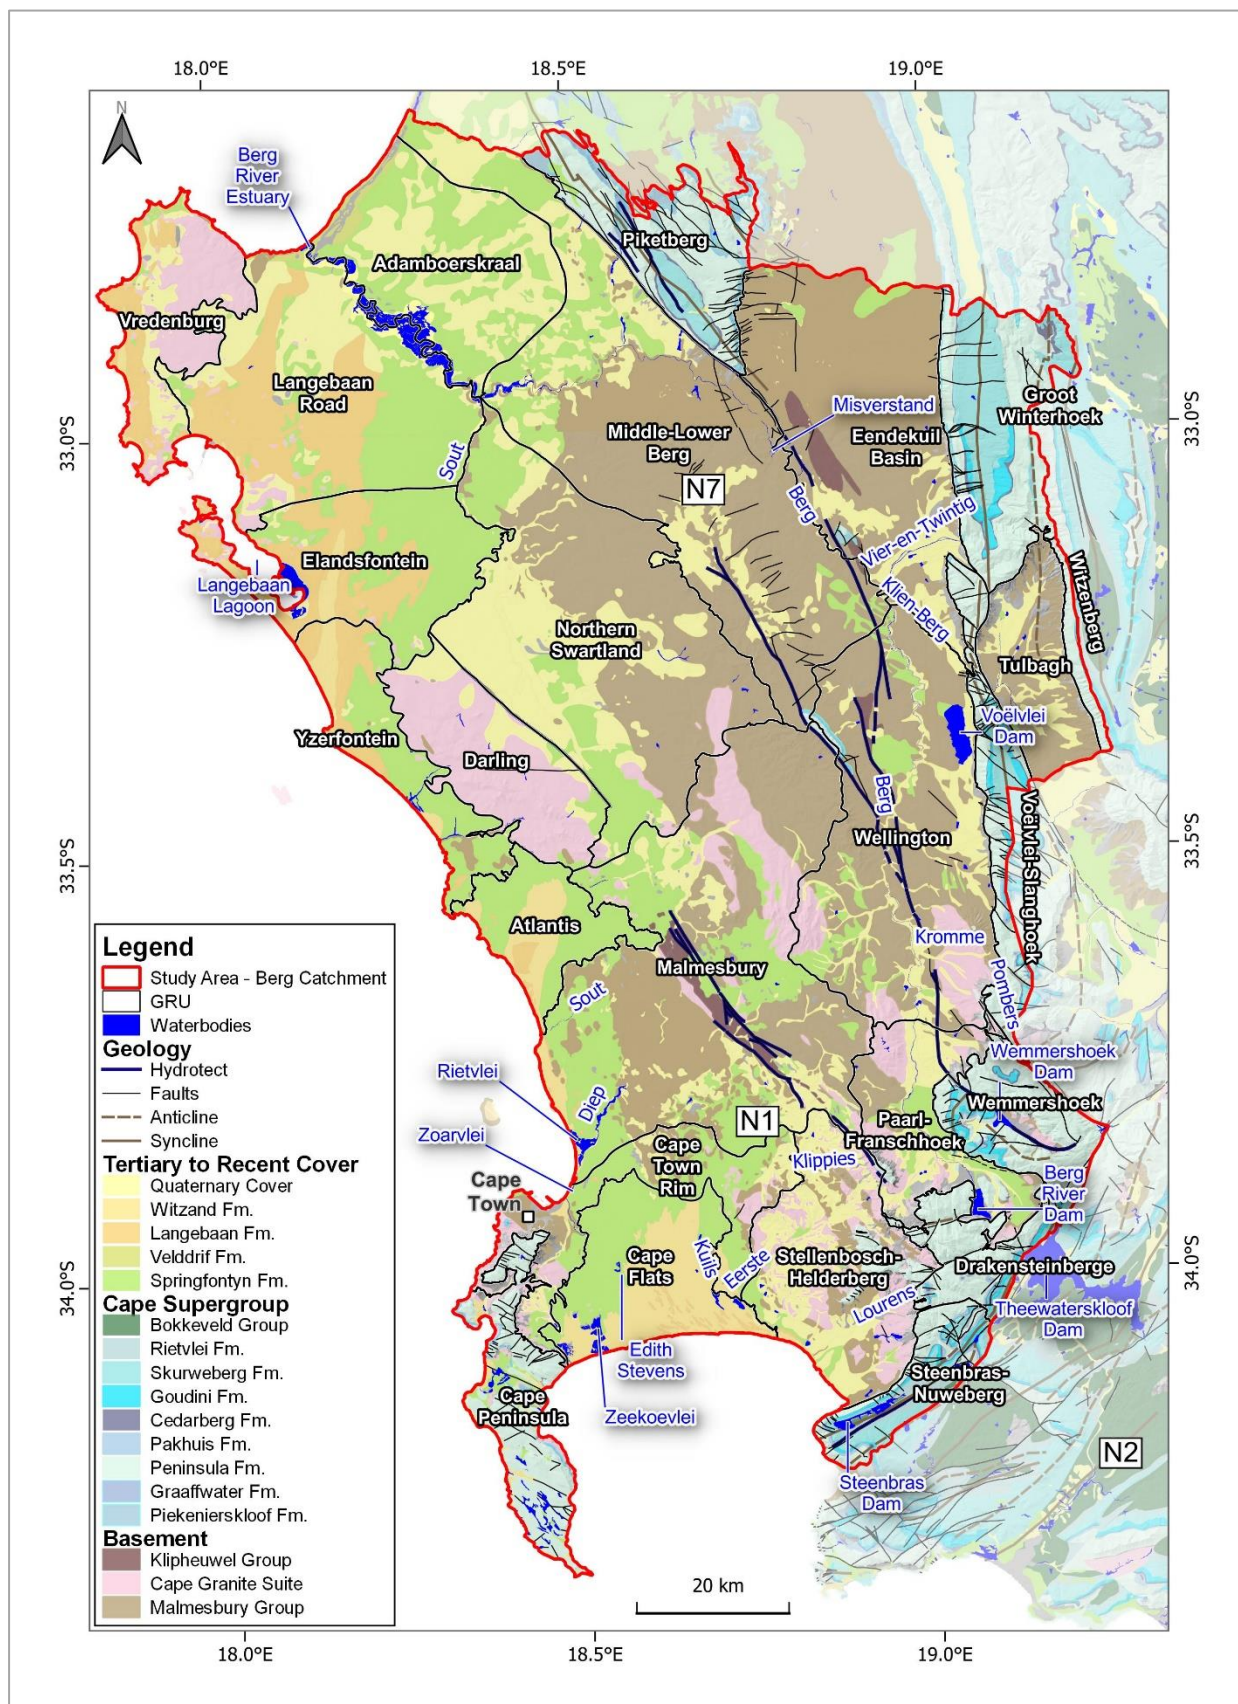 18.0°E
18.5°E
19.0°E
N
Berg
River
Estuary
Adamboerskraal
Piketberg
Vredenburg
Langebaan
Road
Groot
Winterhoek
Misverstand
33.0°S
33.0°S
Middle-Lower
Berg
Eendekuil
Basin
Sout
N7
Berg
Vier-en-Twintig
Elandsfontein
Langebaan
Lagoon
Klien-Berg
Witzenberg
Northern
Swartland
Tulbagh
Yzerfontein
Darling
Voëlvlei
Dam
Berg
Wellington
33.5°S
33.5°S
Voëlvlei-Slanghoek
Atlantis
Kromme
Malmesbury
Sout
Pombers
Wemmershoek
Dam
Rietvlei
Diep
Wemmershoek
Zoarvlei
N1
Paarl-
Franschhoek
Cape
Town
Rim
Klippies
Cape
Town
Berg
River
Dam
Cape
Flats
Kuils
Eerste
Stellenbosch-
Helderberg
Drakensteinberge
34.0°S
34.0°S
Lourens
Theewaterskloof
Dam
Edith
Stevens
Steenbras-
Nuweberg
Cape
Peninsula
Zeekoevlei
N2
Steenbras
Dam
Legend
Study Area - Berg Catchment
GRU
Waterbodies
Geology
Hydrotect
Faults
Anticline
Syncline
Tertiary to Recent Cover
Quaternary Cover
Witzand Fm.
Langebaan Fm.
Velddrif Fm.
Springfontyn Fm.
Cape Supergroup
Bokkeveld Group
Rietvlei Fm.
Skurweberg Fm.
Goudini Fm.
Cedarberg Fm.
Pakhuis Fm.
Peninsula Fm.
Graaffwater Fm.
Piekenierskloof Fm.
Basement
Klipheuwel Group
Cape Granite Suite
Malmesbury Group
20 km
18.0°E
18.5°E
19.0°E